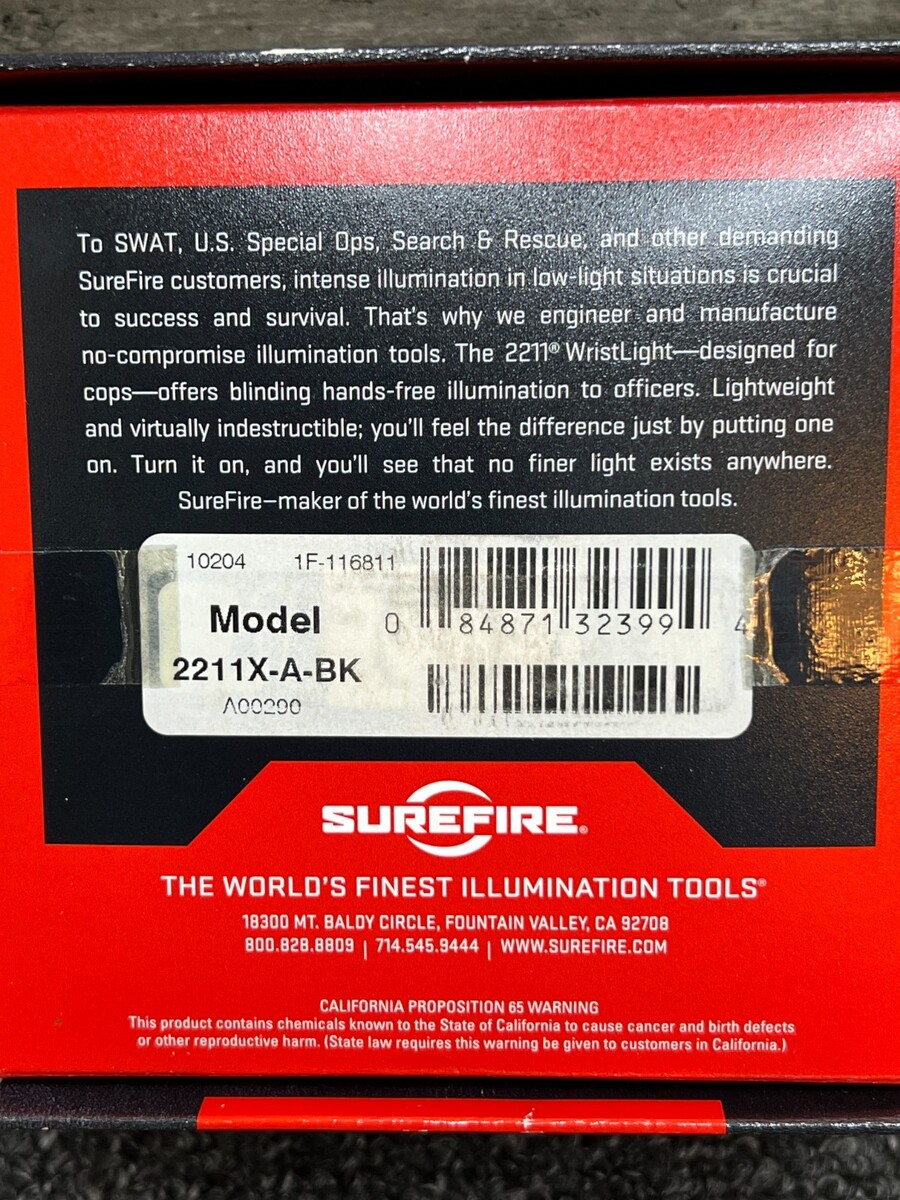 To SWAT, U.S. Special Ops, Search & Rescue, and other demanding
SureFire customers, intense illumination in low-light situations is crucial
to success and survival. That's why we engineer and manufacture
no-compromise illumination tools. The 2211® WristLight—designed for
cops—offers blinding hands-free illumination to officers. Lightweight
and virtually indestructible; you'll feel the difference just by putting one
on. Turn it on, and you'll see that no finer light exists anywhere.
SureFire—maker of the world's finest illumination tools.
10204 1F-116811
Model
0 84871 32399 4
2211X-A-BK
A00290
SUREFIRE®
THE WORLD'S FINEST ILLUMINATION TOOLS®
18300 MT. BALDY CIRCLE, FOUNTAIN VALLEY, CA 92708
800.828.8809 | 714.545.9444 | WWW.SUREFIRE.COM
CALIFORNIA PROPOSITION 65 WARNING
This product contains chemicals known to the State of California to cause cancer and birth defects
or other reproductive harm. (State law requires this warning be given to customers in California.)